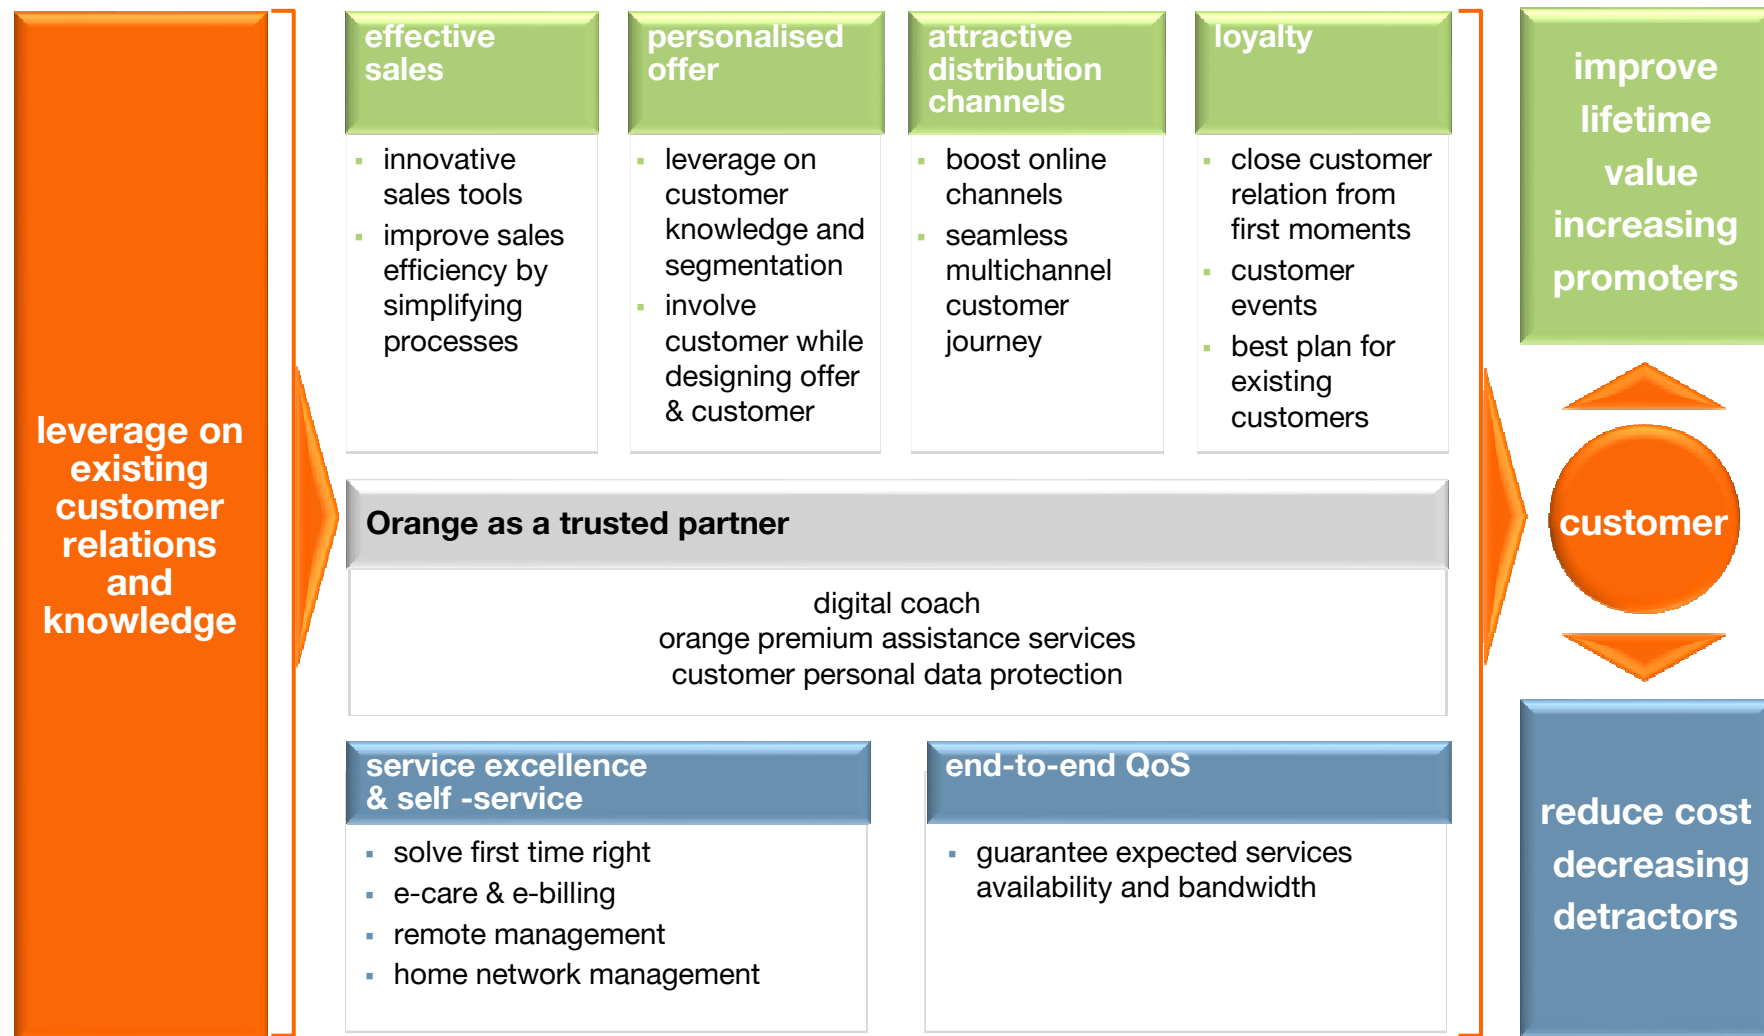 leverage on
existing
customer
relations
and
knowledge
effective
sales
▪ innovative
sales tools
▪ improve sales
efficiency by
simplifying
processes
personalised
offer
▪ leverage on
customer
knowledge and
segmentation
▪ involve
customer while
designing offer
& customer
attractive
distribution
channels
▪ boost online
channels
▪ seamless
multichannel
customer
journey
loyalty
▪ close customer
relation from
first moments
▪ customer
events
▪ best plan for
existing
customers
Orange as a trusted partner
digital coach
orange premium assistance services
customer personal data protection
service excellence
& self -service
▪ solve first time right
▪ e-care & e-billing
▪ remote management
▪ home network management
end-to-end QoS
▪ guarantee expected services
availability and bandwidth
improve
lifetime
value
increasing
promoters
customer
reduce cost
decreasing
detractors